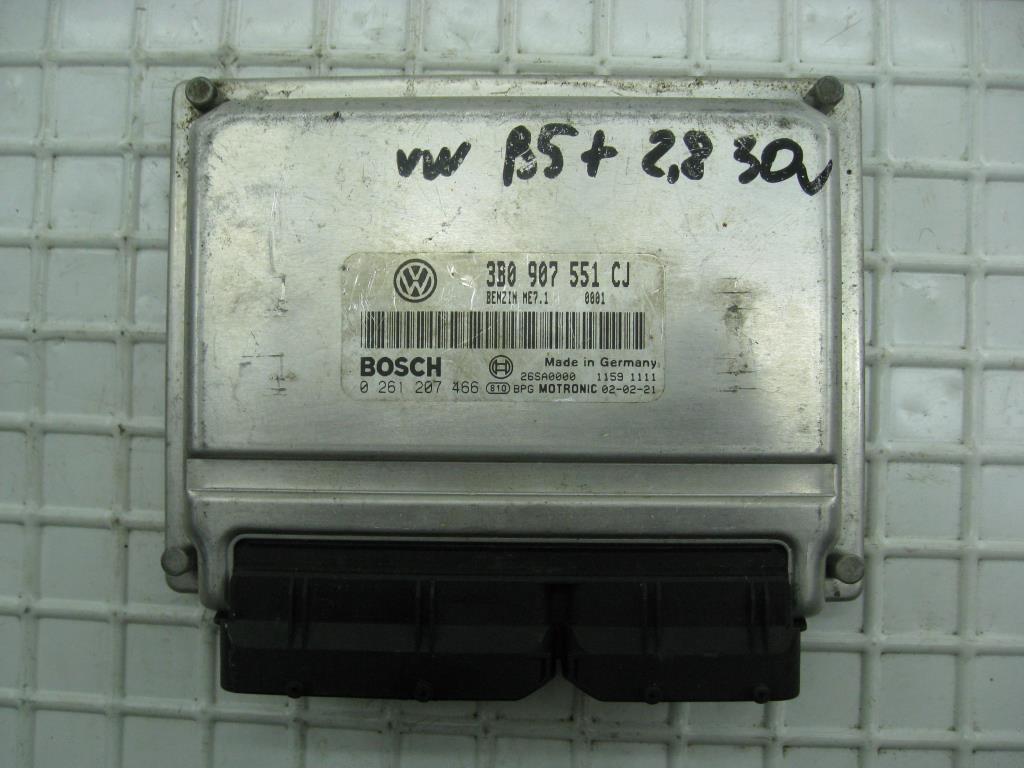 vw B5+ 2,8 30v
3B0 907 551 CJ
BENZIN ME7.1 0001
BOSCH Made in Germany
26SA0000 1159 1111
0 261 207 466 810 BPG MOTRONIC 02-02-21